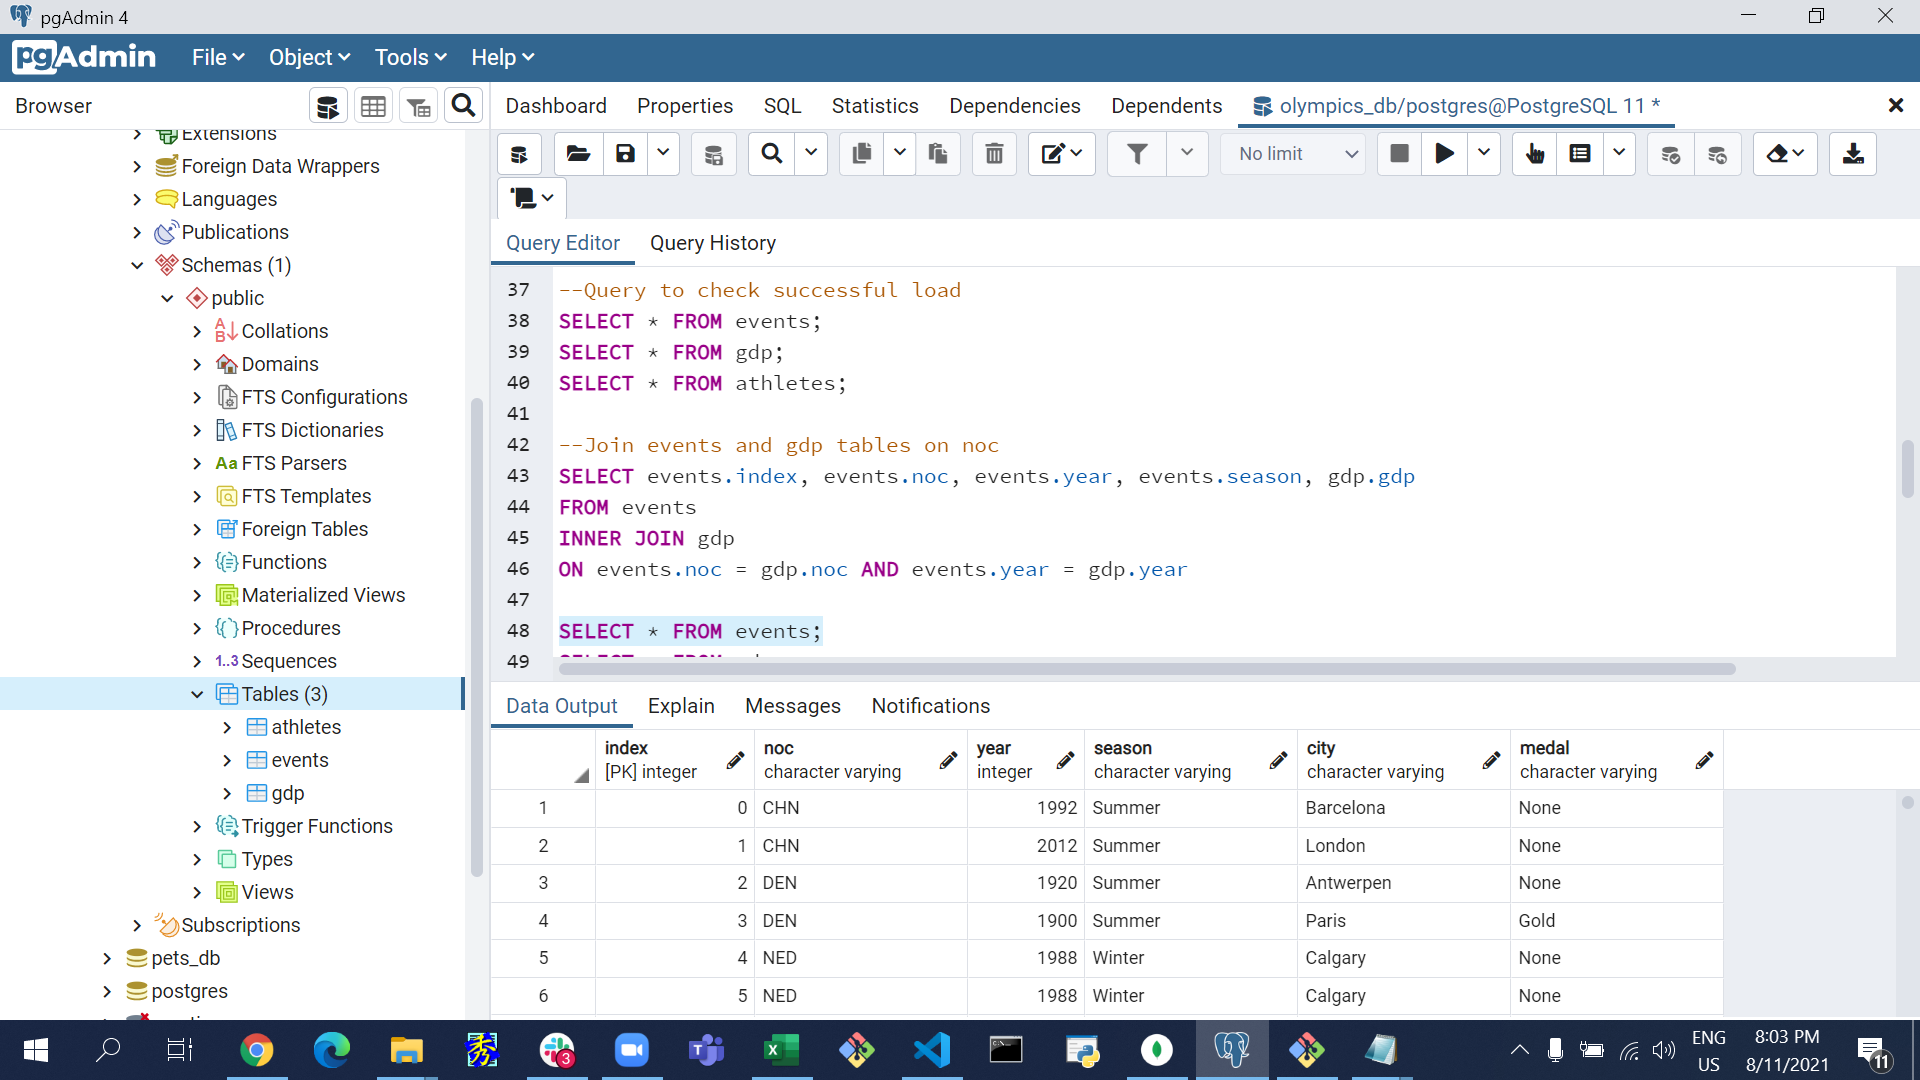 pgAdmin 4
pgAdmin File Object Tools Help
Browser
Dashboard Properties SQL Statistics Dependencies Dependents olympics_db/postgres@PostgreSQL 11 *
No limit
Extensions
Foreign Data Wrappers
Languages
Publications
Schemas (1)
public
Collations
Domains
FTS Configurations
FTS Dictionaries
Aa FTS Parsers
FTS Templates
Foreign Tables
Functions
Materialized Views
Procedures
1..3 Sequences
Tables (3)
athletes
events
gdp
Trigger Functions
Types
Views
Subscriptions
pets_db
postgres
Query Editor Query History
37 --Query to check successful load
38 SELECT * FROM events;
39 SELECT * FROM gdp;
40 SELECT * FROM athletes;
41
42 --Join events and gdp tables on noc
43 SELECT events.index, events.noc, events.year, events.season, gdp.gdp
44 FROM events
45 INNER JOIN gdp
46 ON events.noc = gdp.noc AND events.year = gdp.year
47
48 SELECT * FROM events;
49
Data Output Explain Messages Notifications
index noc year season city medal
[PK] integer character varying integer character varying character varying character varying
1 0 CHN 1992 Summer Barcelona None
2 1 CHN 2012 Summer London None
3 2 DEN 1920 Summer Antwerpen None
4 3 DEN 1900 Summer Paris Gold
5 4 NED 1988 Winter Calgary None
6 5 NED 1988 Winter Calgary None
秀
3
ENG
US
8:03 PM
8/11/2021
11